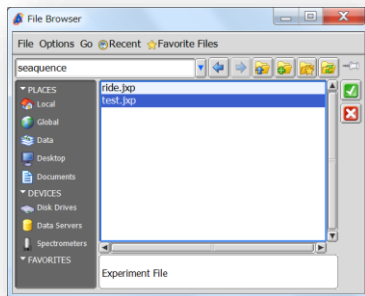 File Browser
File Options Go Recent Favorite Files
seaquence
PLACES
Local
Global
Data
Desktop
Documents
DEVICES
Disk Drives
Data Servers
Spectrometers
FAVORITES
ride.jxp
test.jxp
Experiment File